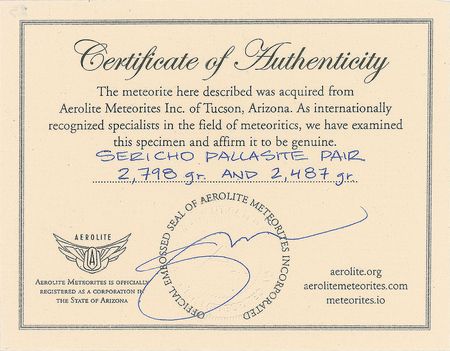 Certificate of Authenticity
The meteorite here described was acquired from
Aerolite Meteorites Inc. of Tucson, Arizona. As internationally
recognized specialists in the field of meteoritics, we have examined
this specimen and affirm it to be genuine.
SERICHO PALLASITE PAIR
2,798 gr. AND 2,487 gr.
OFFICIAL EMBOSSED SEAL OF AEROLITE METEORITES INCORPORATED
AEROLITE
A
AEROLITE METEORITES IS OFFICIALLY
REGISTERED AS A CORPORATION IN
THE STATE OF ARIZONA
aerolite.org
aerolitemeteorites.com
meteorites.io